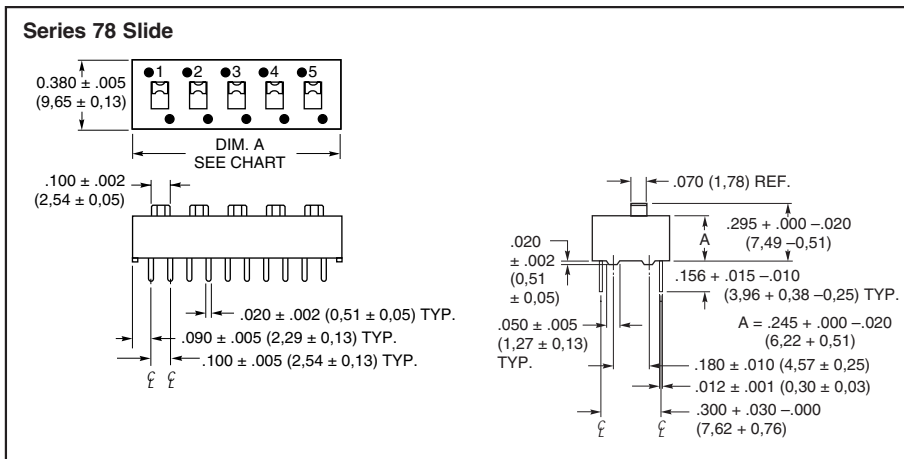 Series 78 Slide
1 2 3 4 5
0.380 ± .005
(9,65 ± 0,13)
DIM. A
SEE CHART
.100 ± .002
(2,54 ± 0,05)
.020 ± .002 (0,51 ± 0,05) TYP.
.090 ± .005 (2,29 ± 0,13) TYP.
.100 ± .005 (2,54 ± 0,13) TYP.
℄ ℄
.070 (1,78) REF.
A
.295 + .000 –.020
(7,49 –0,51)
.020
± .002
(0,51
± 0,05)
.156 + .015 –.010
(3,96 + 0,38 –0,25) TYP.
.050 ± .005
(1,27 ± 0,13)
TYP.
A = .245 + .000 –.020
(6,22 + 0,51)
.180 ± .010 (4,57 ± 0,25)
.012 ± .001 (0,30 ± 0,03)
.300 + .030 –.000
(7,62 + 0,76)
℄ ℄